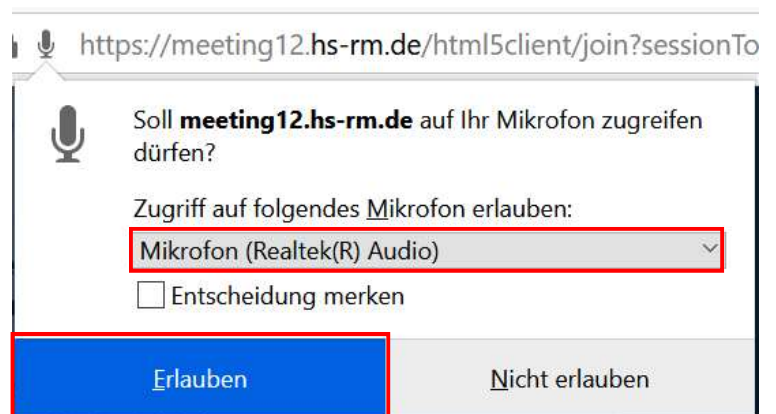 https://meeting12.hs-rm.de/html5client/join?sessionTo
Soll meeting12.hs-rm.de auf Ihr Mikrofon zugreifen
dürfen?
Zugriff auf folgendes Mikrofon erlauben:
Mikrofon (Realtek(R) Audio)
Entscheidung merken
Erlauben
Nicht erlauben